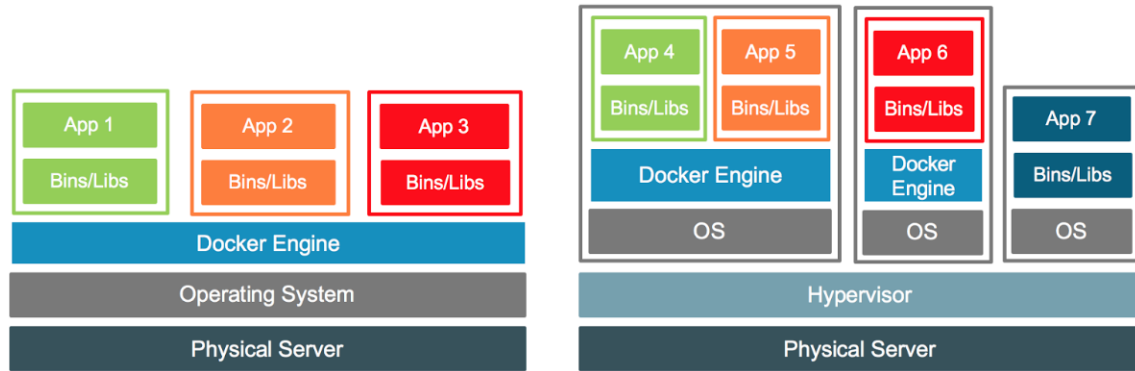 App 1
Bins/Libs
App 2
Bins/Libs
App 3
Bins/Libs
Docker Engine
Operating System
Physical Server
App 4
Bins/Libs
App 5
Bins/Libs
Docker Engine
OS
App 6
Bins/Libs
Docker
Engine
OS
App 7
Bins/Libs
OS
Hypervisor
Physical Server